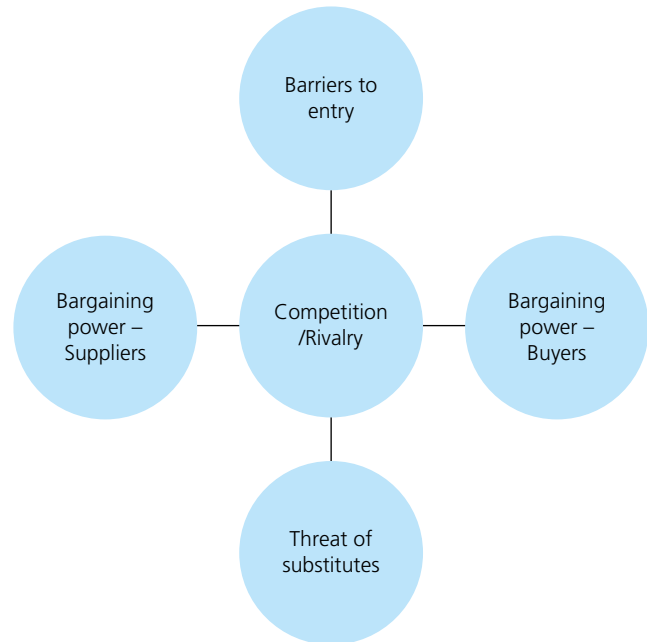 Barriers to
entry
Bargaining
power –
Suppliers
Competition
/Rivalry
Bargaining
power –
Buyers
Threat of
substitutes